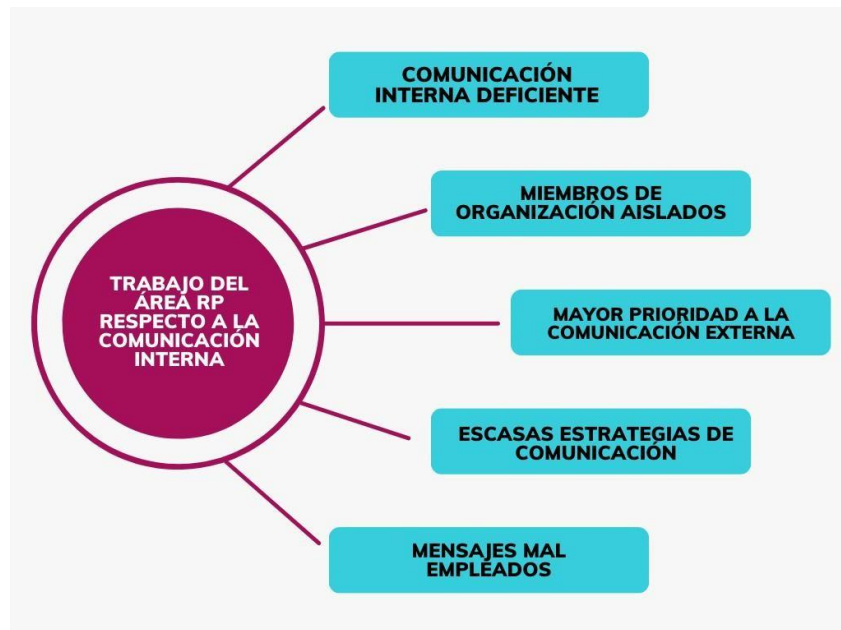 COMUNICACIÓN
INTERNA DEFICIENTE
MIEMBROS DE
ORGANIZACIÓN AISLADOS
TRABAJO DEL
ÁREA RP
RESPECTO A LA
COMUNICACIÓN
INTERNA
MAYOR PRIORIDAD A LA
COMUNICACIÓN EXTERNA
ESCASAS ESTRATEGIAS DE
COMUNICACIÓN
MENSAJES MAL
EMPLEADOS